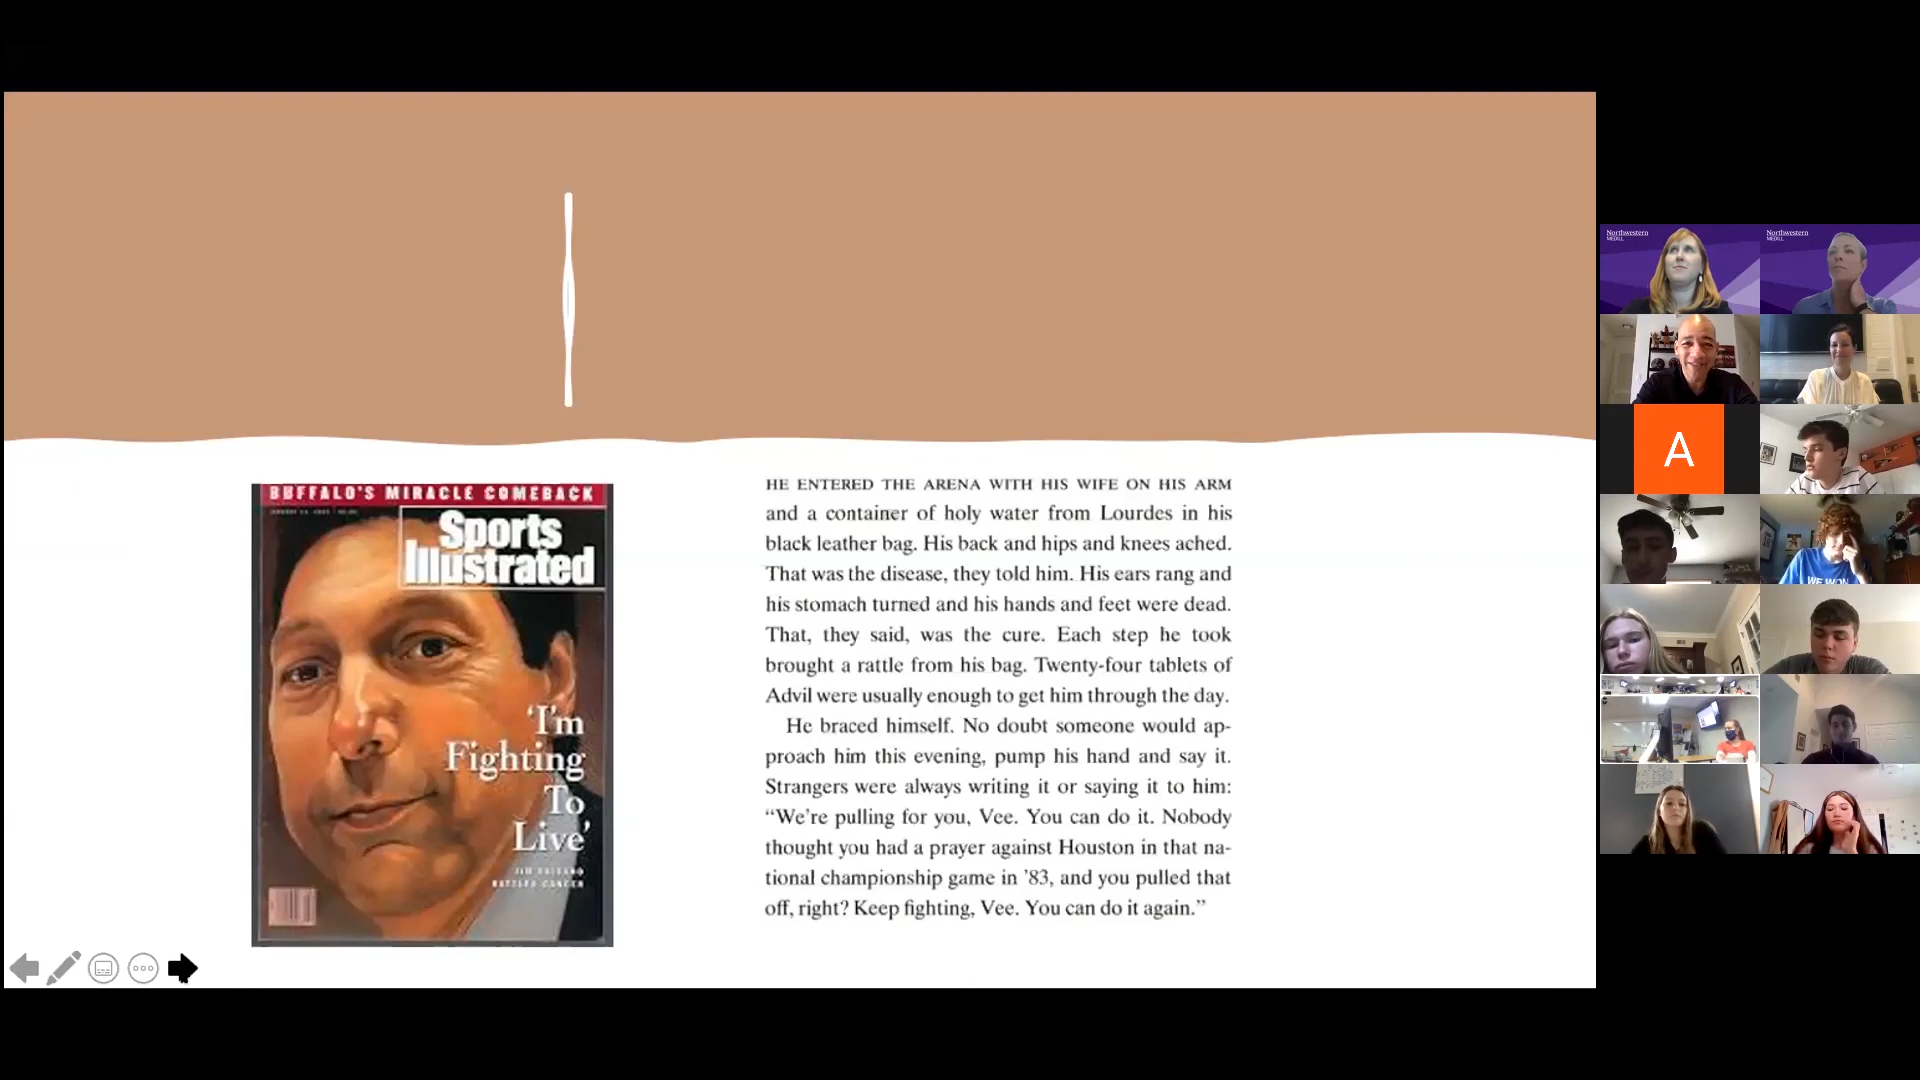 BUFFALO'S MIRACLE COMEBACK
Sports
Illustrated
'I'm
Fighting
To
Live'
JIM VALVANO
BATTLES CANCER
HE ENTERED THE ARENA WITH HIS WIFE ON HIS ARM
and a container of holy water from Lourdes in his
black leather bag. His back and hips and knees ached.
That was the disease, they told him. His ears rang and
his stomach turned and his hands and feet were dead.
That, they said, was the cure. Each step he took
brought a rattle from his bag. Twenty-four tablets of
Advil were usually enough to get him through the day.
He braced himself. No doubt someone would ap-
proach him this evening, pump his hand and say it.
Strangers were always writing it or saying it to him:
“We're pulling for you, Vee. You can do it. Nobody
thought you had a prayer against Houston in that na-
tional championship game in '83, and you pulled that
off, right? Keep fighting, Vee. You can do it again.”
Northwestern
MEDILL
Northwestern
MEDILL
A
WE WON